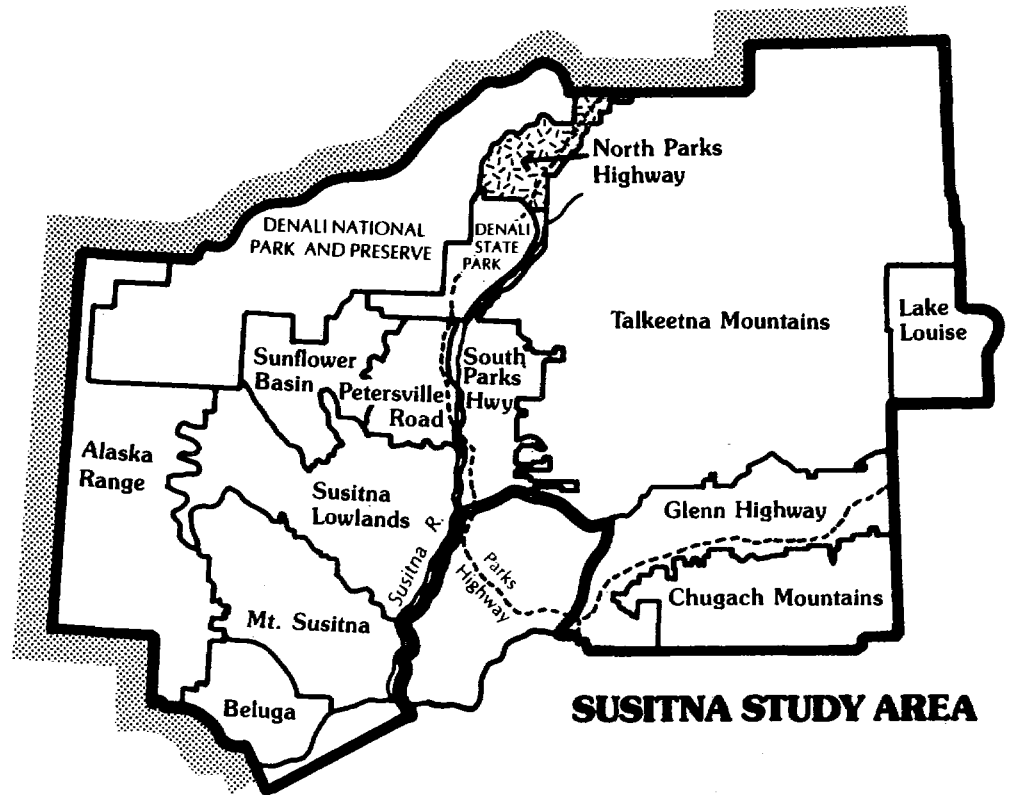 North Parks
Highway
DENALI NATIONAL
PARK AND PRESERVE
DENALI
STATE
PARK
Talkeetna Mountains
Lake
Louise
Sunflower
Basin
Petersville
Road
South
Parks
Hwy
Alaska
Range
Susitna
Lowlands
Susitna R.
Parks
Highway
Glenn Highway
Chugach Mountains
Mt. Susitna
Beluga
SUSITNA STUDY AREA